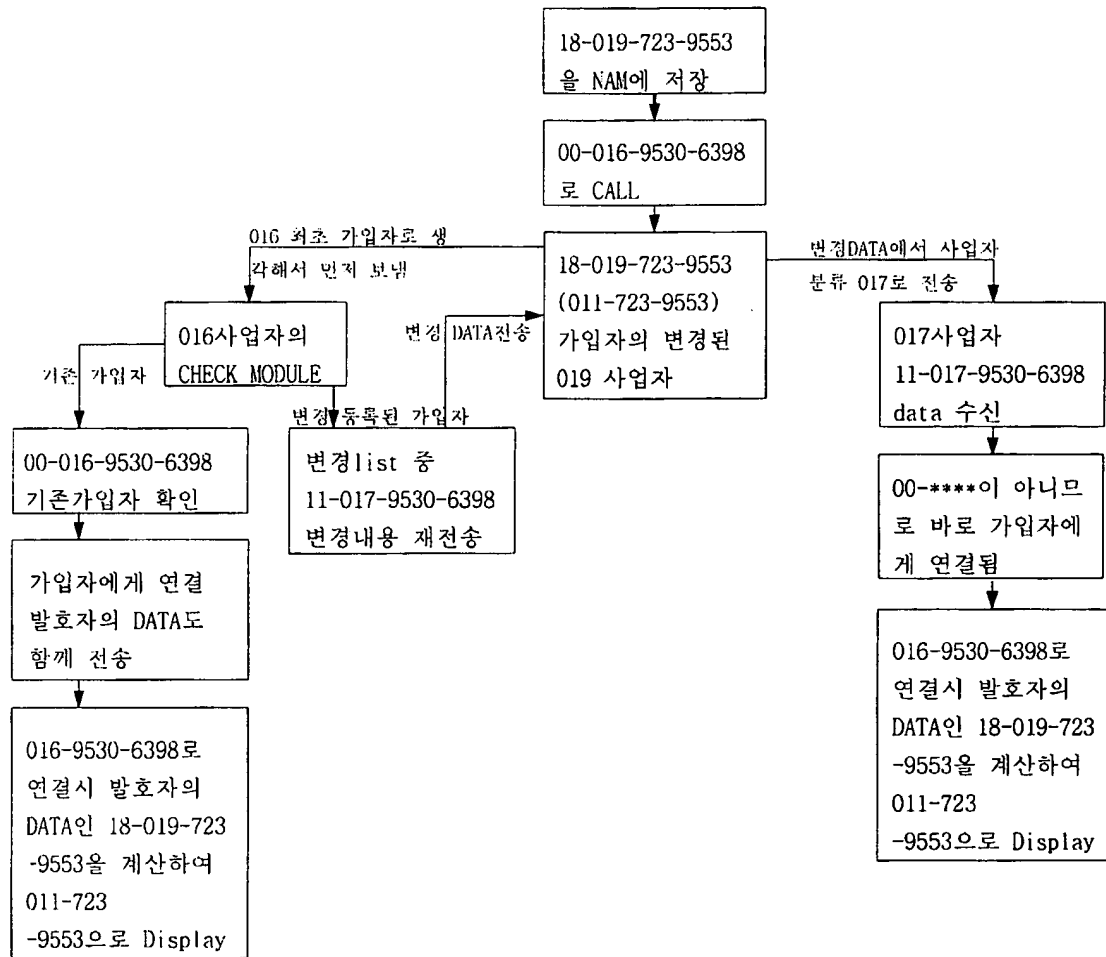 18-019-723-9553
을 NAM에 저장
00-016-9530-6398
로 CALL
016 최초 가입자로 생
각해서 먼저 보냄
18-019-723-9553
(011-723-9553)
가입자의 변경된
019 사업자
변경DATA에서 사업자
분류 017로 전송
016사업자의
CHECK MODULE
변경 DATA전송
기존 가입자
변경 등록된 가입자
017사업자
11-017-9530-6398
data 수신
00-016-9530-6398
기존가입자 확인
변경list 중
11-017-9530-6398
변경내용 재전송
00-****이 아니므
로 바로 가입자에
게 연결됨
가입자에게 연결
발호자의 DATA도
함께 전송
016-9530-6398로
연결시 발호자의
DATA인 18-019-723
-9553을 계산하여
011-723
-9553으로 Display
016-9530-6398로
연결시 발호자의
DATA인 18-019-723
-9553을 계산하여
011-723
-9553으로 Display